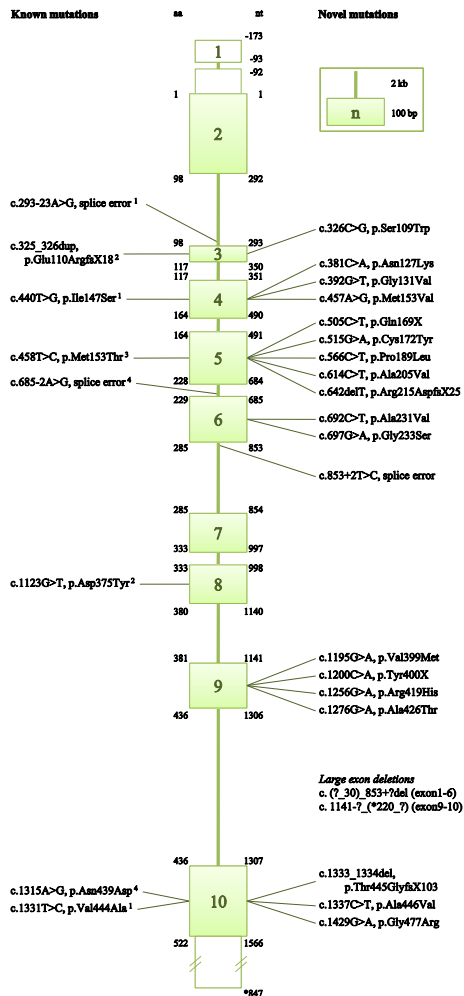 Known mutations aa nt Novel mutations
-173
1
-93
-92
1 1
2
98 292
2 kb
n 100 bp
c.293-23A>G, splice error 1
c.326C>G, p.Ser109Trp
98 293
c.325_326dup,
p.Glu110ArgfsX18 2
3
117 350
117 351
c.381C>A, p.Asn127Lys
c.392G>T, p.Gly131Val
c.440T>G, p.Ile147Ser 1
4
c.457A>G, p.Met153Val
164 490
164 491
c.505C>T, p.Gln169X
c.515G>A, p.Cys172Tyr
c.458T>C, p.Met153Thr 3
5
c.566C>T, p.Pro189Leu
c.614C>T, p.Ala205Val
c.685-2A>G, splice error 4
228 684
c.642delT, p.Arg215AspfsX25
229 685
6
c.692C>T, p.Ala231Val
c.697G>A, p.Gly233Ser
285 853
c.853+2T>C, splice error
285 854
7
333 997
333 998
c.1123G>T, p.Asp375Tyr 2
8
380 1140
381 1141
c.1195G>A, p.Val399Met
c.1200C>A, p.Tyr400X
9
c.1256G>A, p.Arg419His
c.1276G>A, p.Ala426Thr
436 1306
Large exon deletions
c. (?_30)_853+?del (exon1-6)
c. 1141-?_(*220_?) (exon9-10)
436 1307
c.1333_1334del,
p.Thr445GlyfsX103
c.1315A>G, p.Asn439Asp 4
c.1331T>C, p.Val444Ala 1
10
c.1337C>T, p.Ala446Val
c.1429G>A, p.Gly477Arg
522 1566
*847